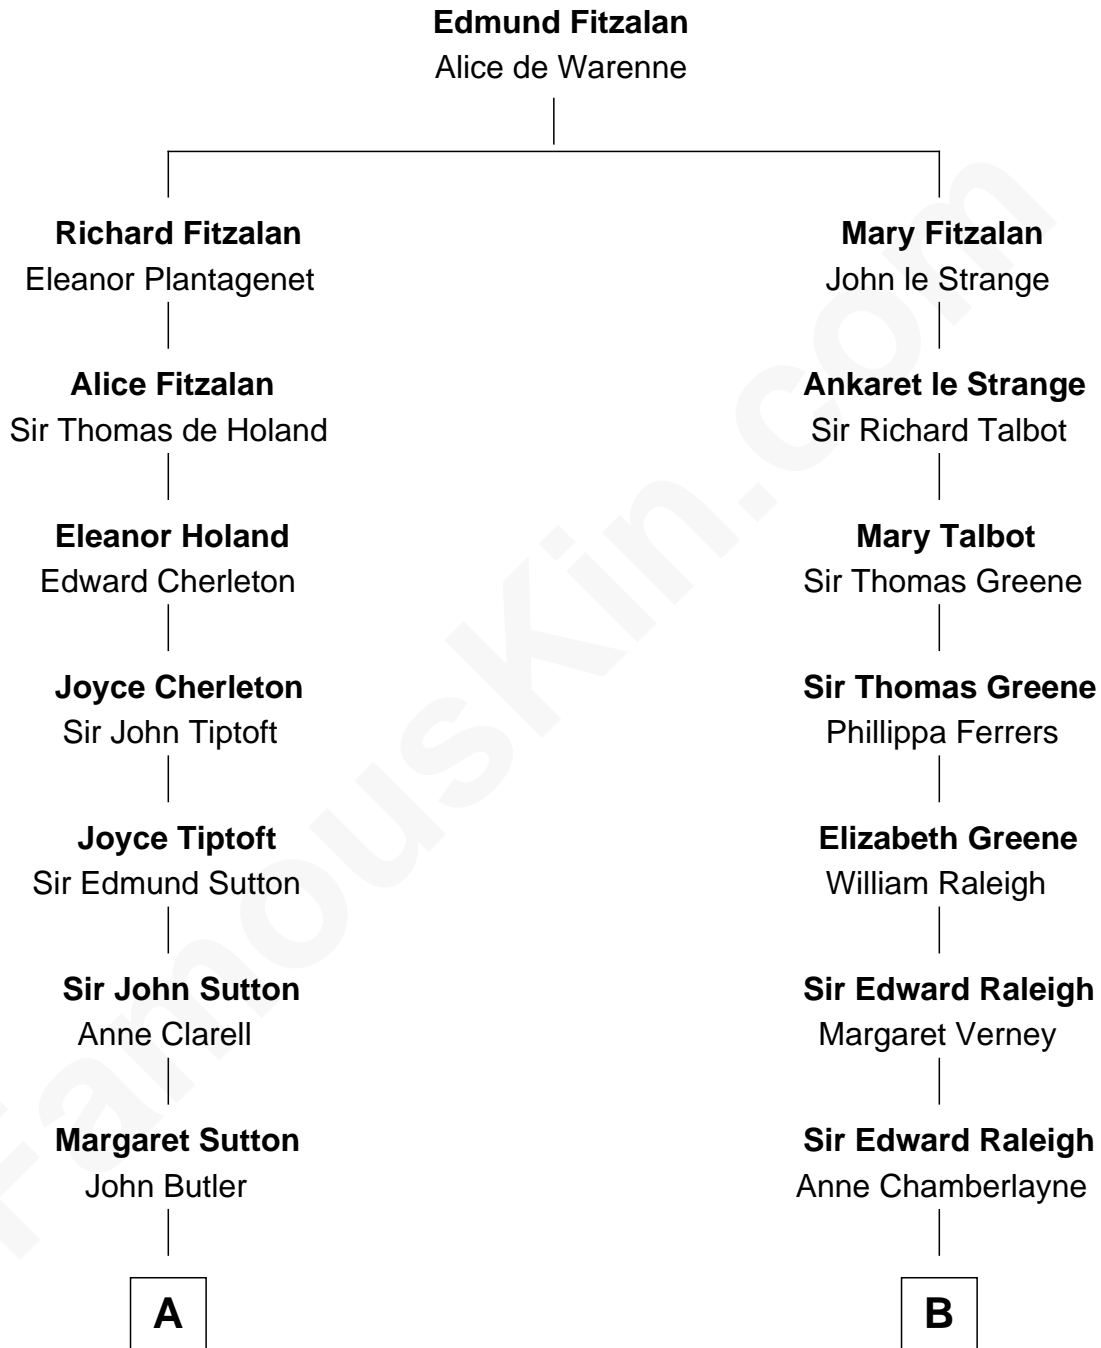 Edmund Fitzalan
Alice de Warenne
Richard Fitzalan
Eleanor Plantagenet
Mary Fitzalan
John le Strange
Alice Fitzalan
Sir Thomas de Holand
Ankaret le Strange
Sir Richard Talbot
Eleanor Holand
Edward Cherleton
Mary Talbot
Sir Thomas Greene
Joyce Cherleton
Sir John Tiptoft
Sir Thomas Greene
Phillippa Ferrers
Joyce Tiptoft
Sir Edmund Sutton
Elizabeth Greene
William Raleigh
Sir John Sutton
Anne Clarell
Sir Edward Raleigh
Margaret Verney
Margaret Sutton
John Butler
Sir Edward Raleigh
Anne Chamberlayne
A
B
FamousKin.com